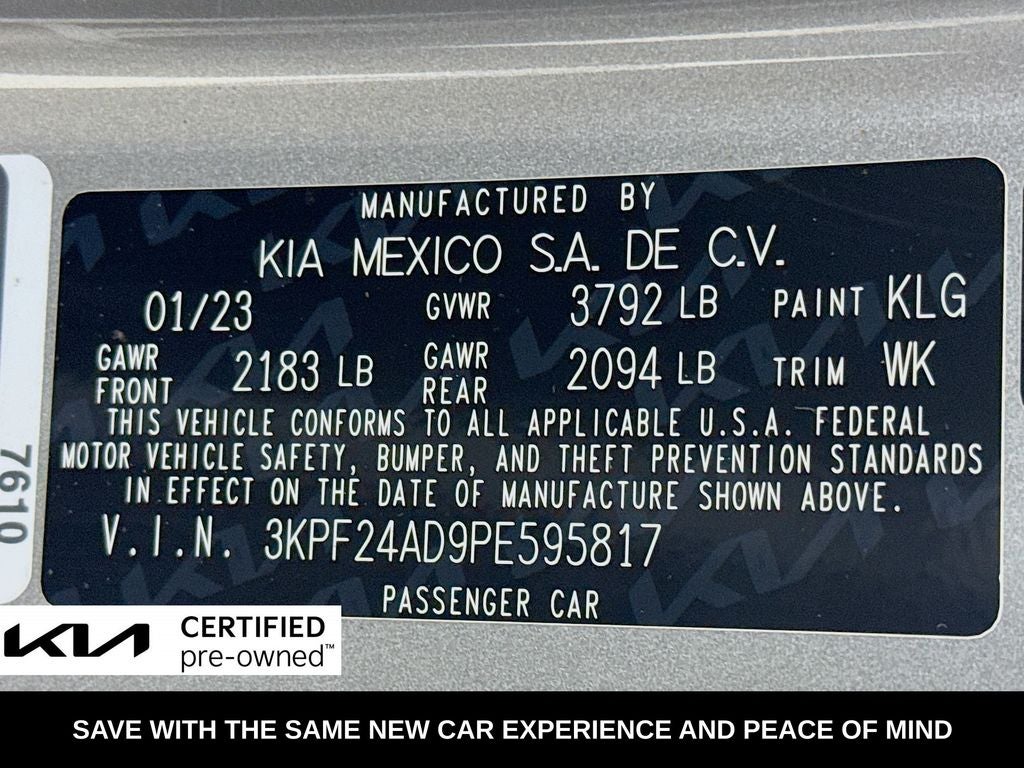 MANUFACTURED BY
KIA MEXICO S.A. DE C.V.
01/23 GVWR 3792 LB PAINT KLG
GAWR FRONT 2183 LB GAWR REAR 2094 LB TRIM WK
THIS VEHICLE CONFORMS TO ALL APPLICABLE U.S.A. FEDERAL
MOTOR VEHICLE SAFETY, BUMPER, AND THEFT PREVENTION STANDARDS
IN EFFECT ON THE DATE OF MANUFACTURE SHOWN ABOVE.
V.I.N. 3KPF24AD9PE595817
PASSENGER CAR
7610
KIA CERTIFIED
pre-owned™
SAVE WITH THE SAME NEW CAR EXPERIENCE AND PEACE OF MIND